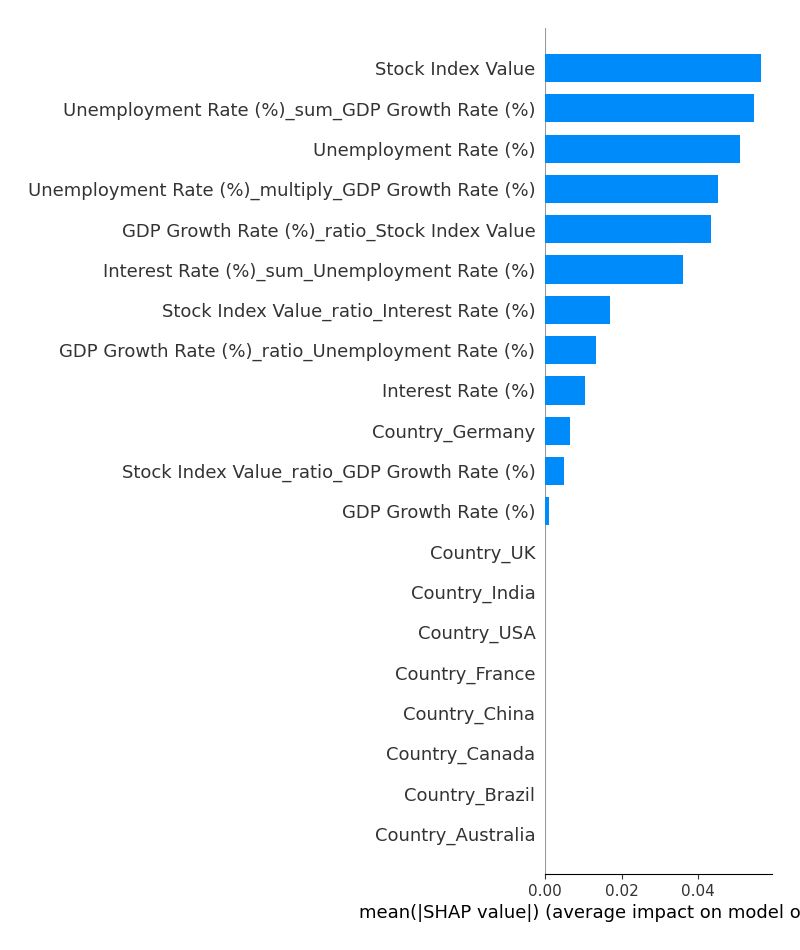 Stock Index Value
Unemployment Rate (%)_sum_GDP Growth Rate (%)
Unemployment Rate (%)
Unemployment Rate (%)_multiply_GDP Growth Rate (%)
GDP Growth Rate (%)_ratio_Stock Index Value
Interest Rate (%)_sum_Unemployment Rate (%)
Stock Index Value_ratio_Interest Rate (%)
GDP Growth Rate (%)_ratio_Unemployment Rate (%)
Interest Rate (%)
Country_Germany
Stock Index Value_ratio_GDP Growth Rate (%)
GDP Growth Rate (%)
Country_UK
Country_India
Country_USA
Country_France
Country_China
Country_Canada
Country_Brazil
Country_Australia
0.00 0.02 0.04
mean(|SHAP value|) (average impact on model o